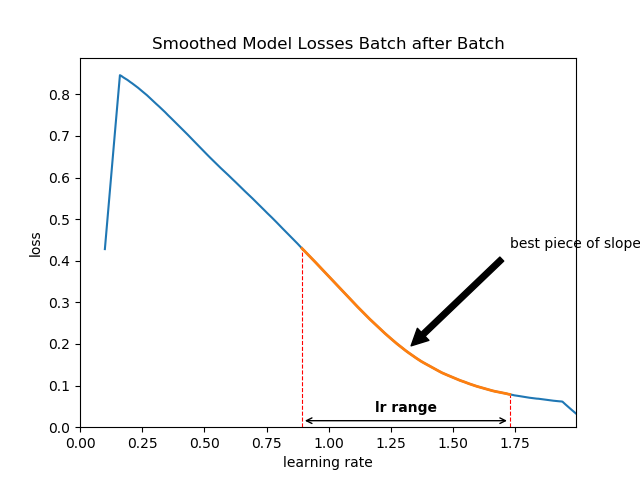 Smoothed Model Losses Batch after Batch
0.8
0.7
0.6
0.5
0.4
0.3
0.2
0.1
0.0
loss
best piece of slope
lr range
0.00 0.25 0.50 0.75 1.00 1.25 1.50 1.75
learning rate